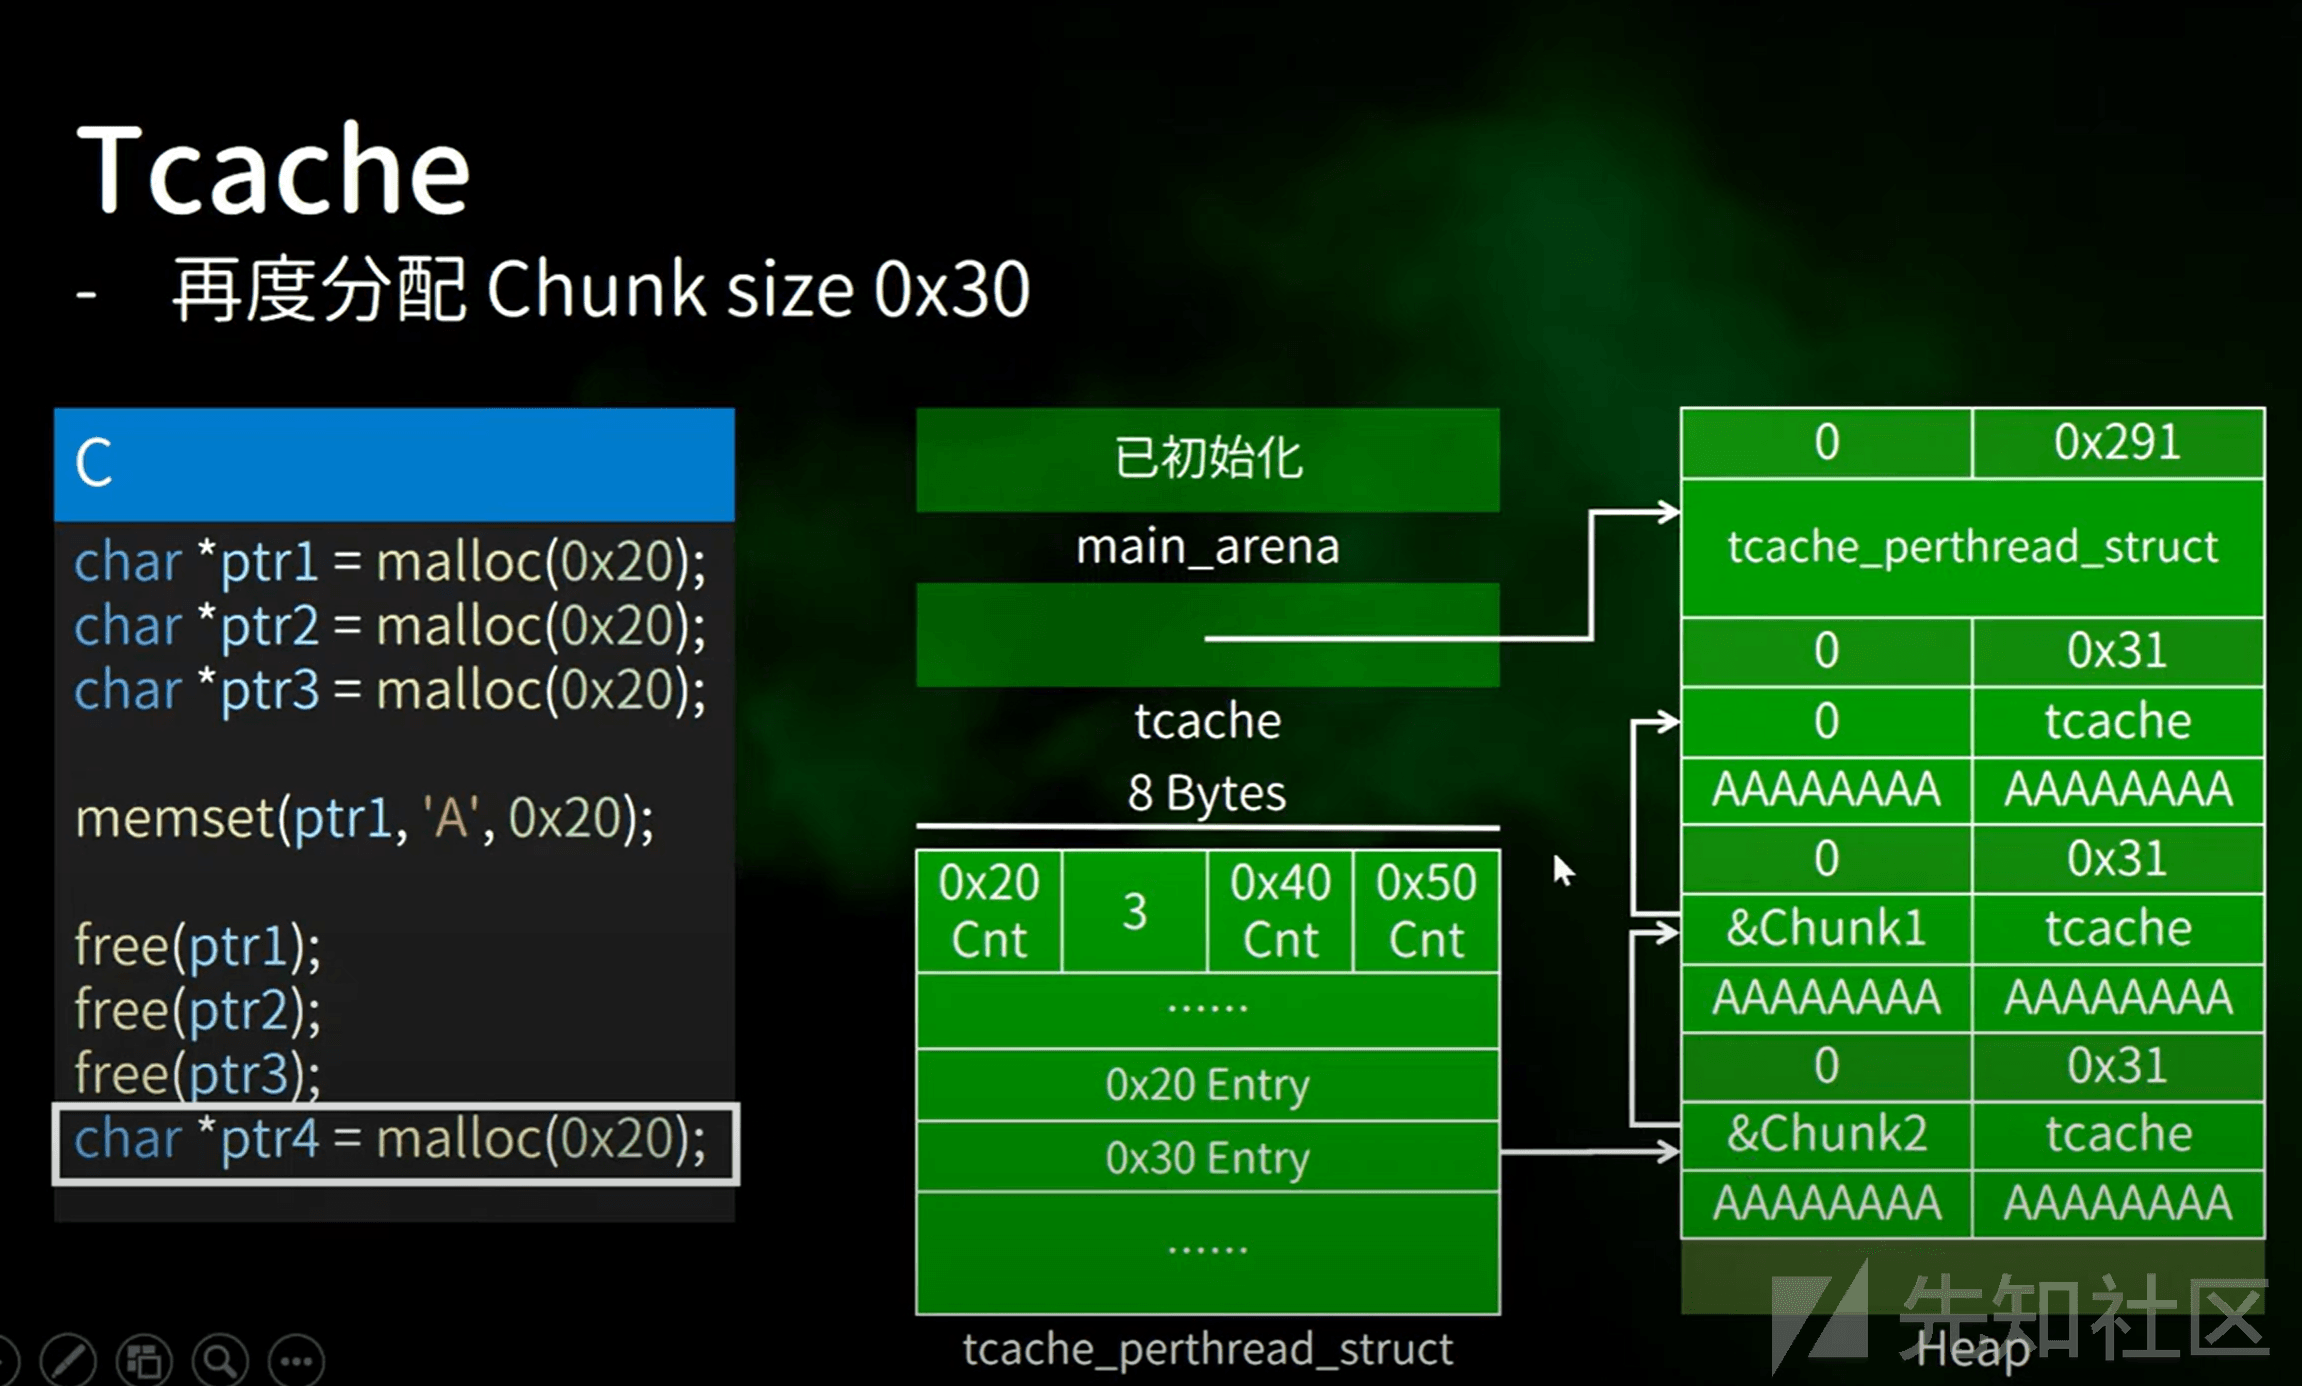 Tcache
- 再度分配 Chunk size 0x30
C
char *ptr1 = malloc(0x20);
char *ptr2 = malloc(0x20);
char *ptr3 = malloc(0x20);
memset(ptr1, 'A', 0x20);
free(ptr1);
free(ptr2);
free(ptr3);
char *ptr4 = malloc(0x20);
已初始化
main_arena
tcache
8 Bytes
0x20 Cnt 3 0x40 Cnt 0x50 Cnt
......
0x20 Entry
0x30 Entry
......
tcache_perthread_struct
0 0x291
tcache_perthread_struct
0 0x31
0 tcache
AAAAAAAA AAAAAAAA
0 0x31
&Chunk1 tcache
AAAAAAAA AAAAAAAA
0 0x31
&Chunk2 tcache
AAAAAAAA AAAAAAAA
Heap
先知社区